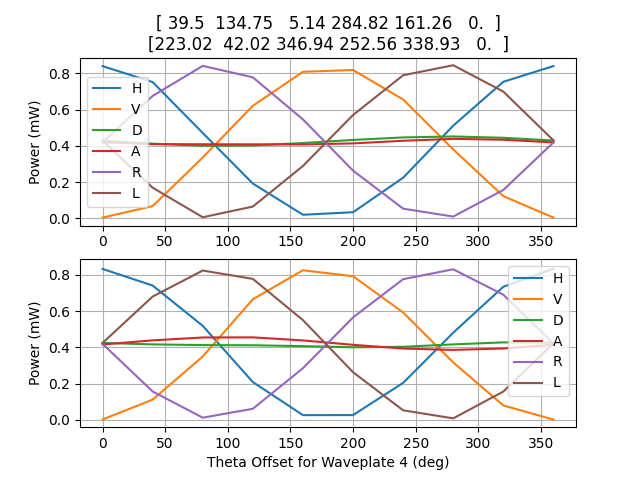 [ 39.5  134.75   5.14 284.82 161.26   0.  ]
[223.02  42.02 346.94 252.56 338.93   0.  ]
Power (mW)
0.8
0.6
0.4
0.2
0.0
H
V
D
A
R
L
0 50 100 150 200 250 300 350
Power (mW)
0.8
0.6
0.4
0.2
0.0
H
V
D
A
R
L
0 50 100 150 200 250 300 350
Theta Offset for Waveplate 4 (deg)